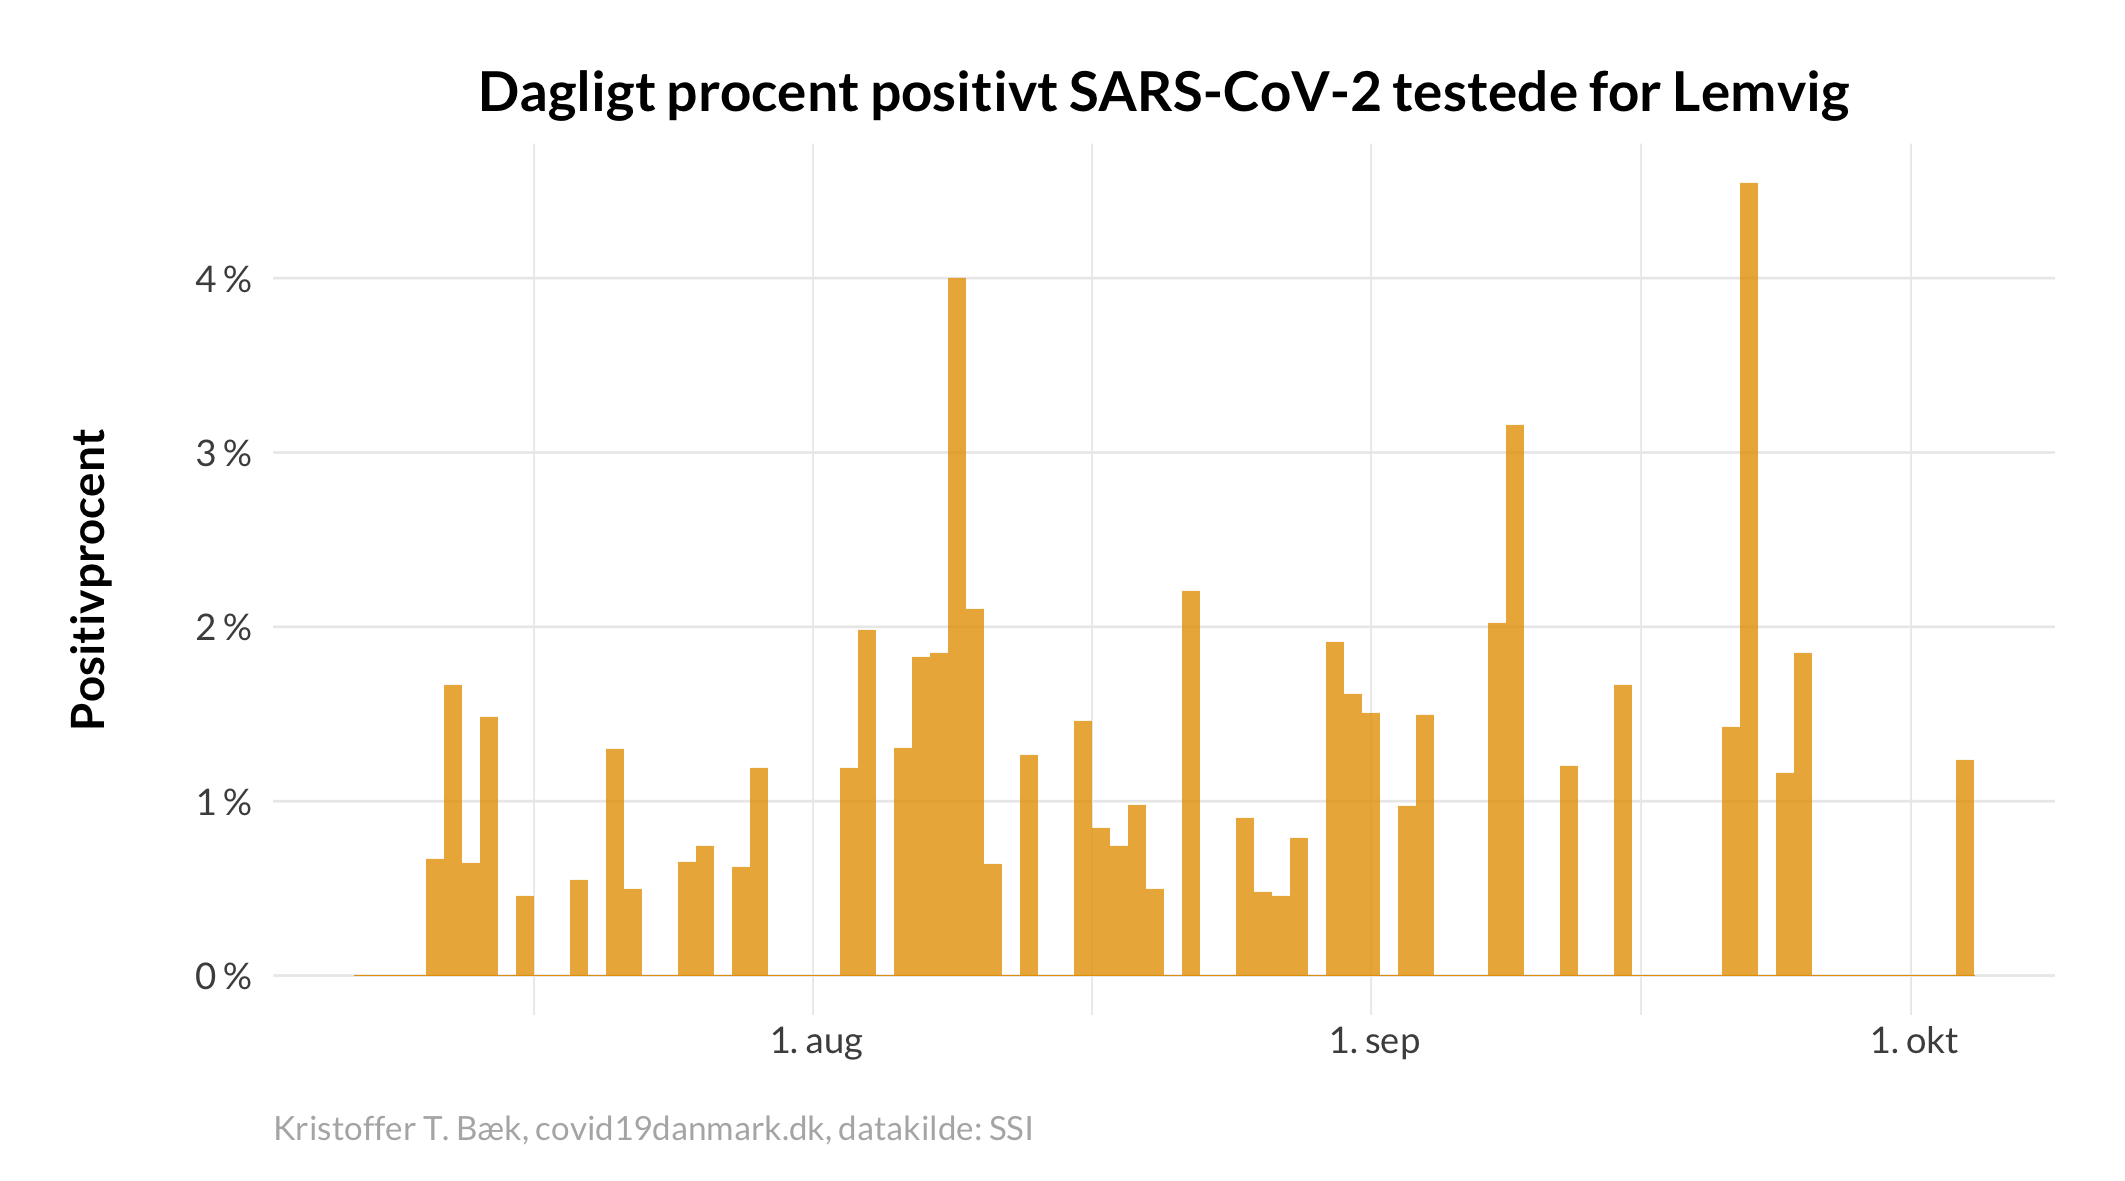 Dagligt procent positivt SARS-CoV-2 testede for Lemvig
Positivprocent
4 %
3 %
2 %
1 %
0 %
1. aug
1. sep
1. okt
Kristoffer T. Bæk, covid19danmark.dk, datakilde: SSI